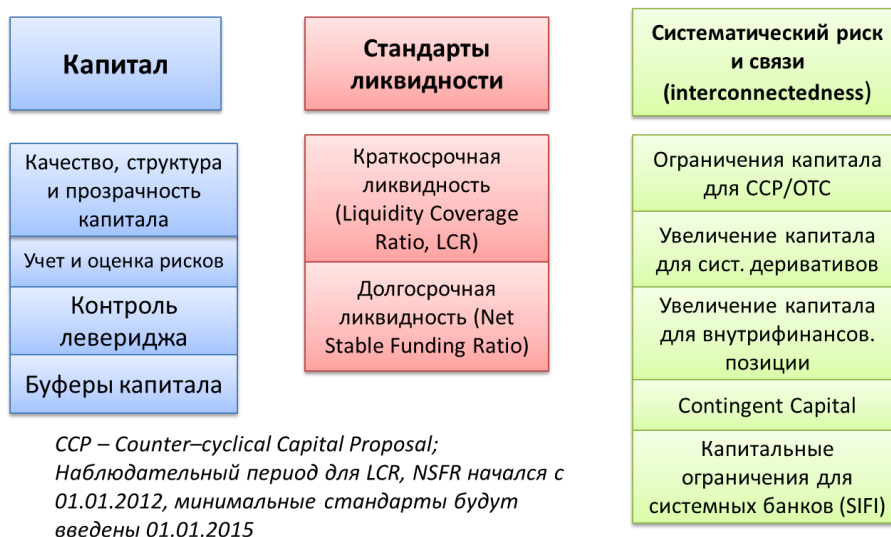 Капитал
Качество, структура
и прозрачность
капитала
Учет и оценка рисков
Контроль
левериджа
Буферы капитала
Стандарты
ликвидности
Краткосрочная
ликвидность
(Liquidity Coverage
Ratio, LCR)
Долгосрочная
ликвидность (Net
Stable Funding Ratio)
Систематический риск
и связи
(interconnectedness)
Ограничения капитала
для CCP/OTC
Увеличение капитала
для сист. деривативов
Увеличение капитала
для внутрифинансов.
позиции
Contingent Capital
Капитальные
ограничения для
системных банков (SIFI)
CCP – Counter–cyclical Capital Proposal;
Наблюдательный период для LCR, NSFR начался с
01.01.2012, минимальные стандарты будут
введены 01.01.2015